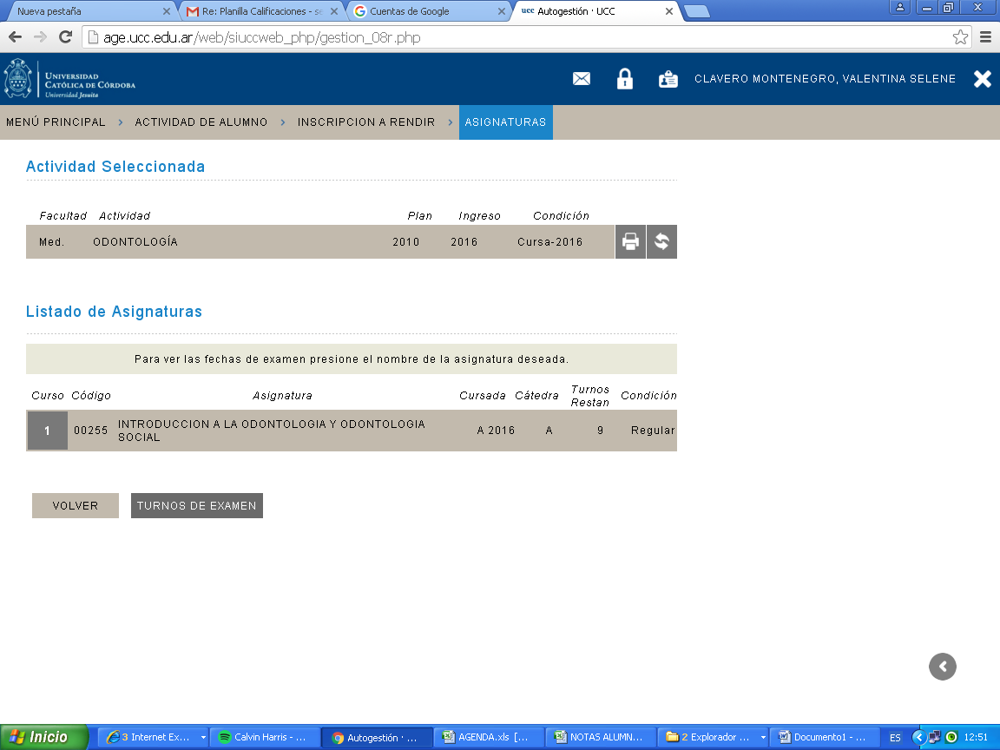 Nueva pestaña
Re: Planilla Calificaciones - se
Cuentas de Google
ucc Autogestión · UCC
age.ucc.edu.ar/web/siuccweb_php/gestion_08r.php
UNIVERSIDAD
CATÓLICA DE CÓRDOBA
Universidad Jesuita
CLAVERO MONTENEGRO, VALENTINA SELENE
MENÚ PRINCIPAL > ACTIVIDAD DE ALUMNO > INSCRIPCION A RENDIR > ASIGNATURAS
Actividad Seleccionada
Facultad Actividad Plan Ingreso Condición
Med. ODONTOLOGÍA 2010 2016 Cursa-2016
Listado de Asignaturas
Para ver las fechas de examen presione el nombre de la asignatura deseada.
Curso Código Asignatura Cursada Cátedra Turnos Restan Condición
1 00255 INTRODUCCION A LA ODONTOLOGIA Y ODONTOLOGIA
SOCIAL A 2016 A 9 Regular
VOLVER TURNOS DE EXAMEN
Inicio
3 Internet Ex...
Calvin Harris - ...
Autogestión · ...
AGENDA.xls [...
NOTAS ALUMN...
2 Explorador ...
Documento1 - ...
ES
12:51